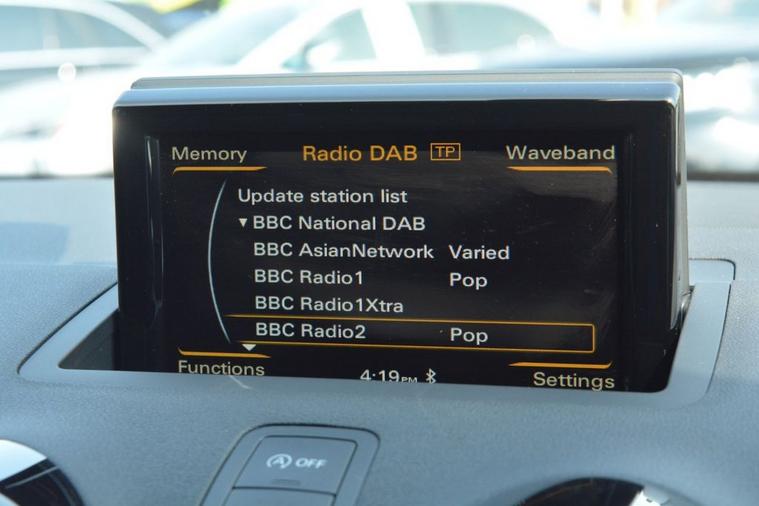 Memory Radio DAB TP Waveband
Update station list
▼ BBC National DAB
BBC AsianNetwork Varied
BBC Radio1 Pop
BBC Radio1Xtra
BBC Radio2 Pop
Functions 4:19PM Settings
A OFF